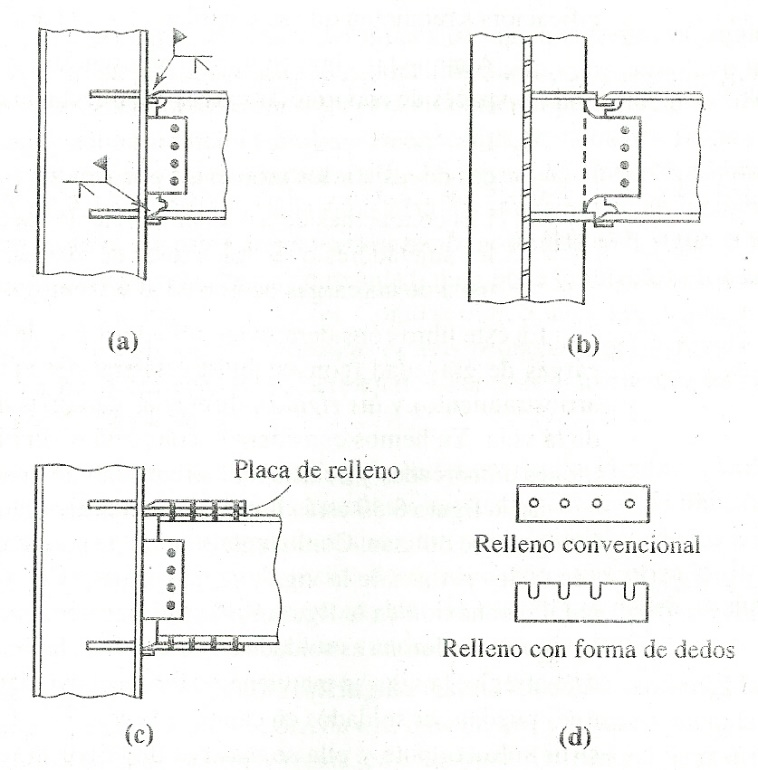 (a)
(b)
Placa de relleno
Relleno convencional
Relleno con forma de dedos
(c)
(d)